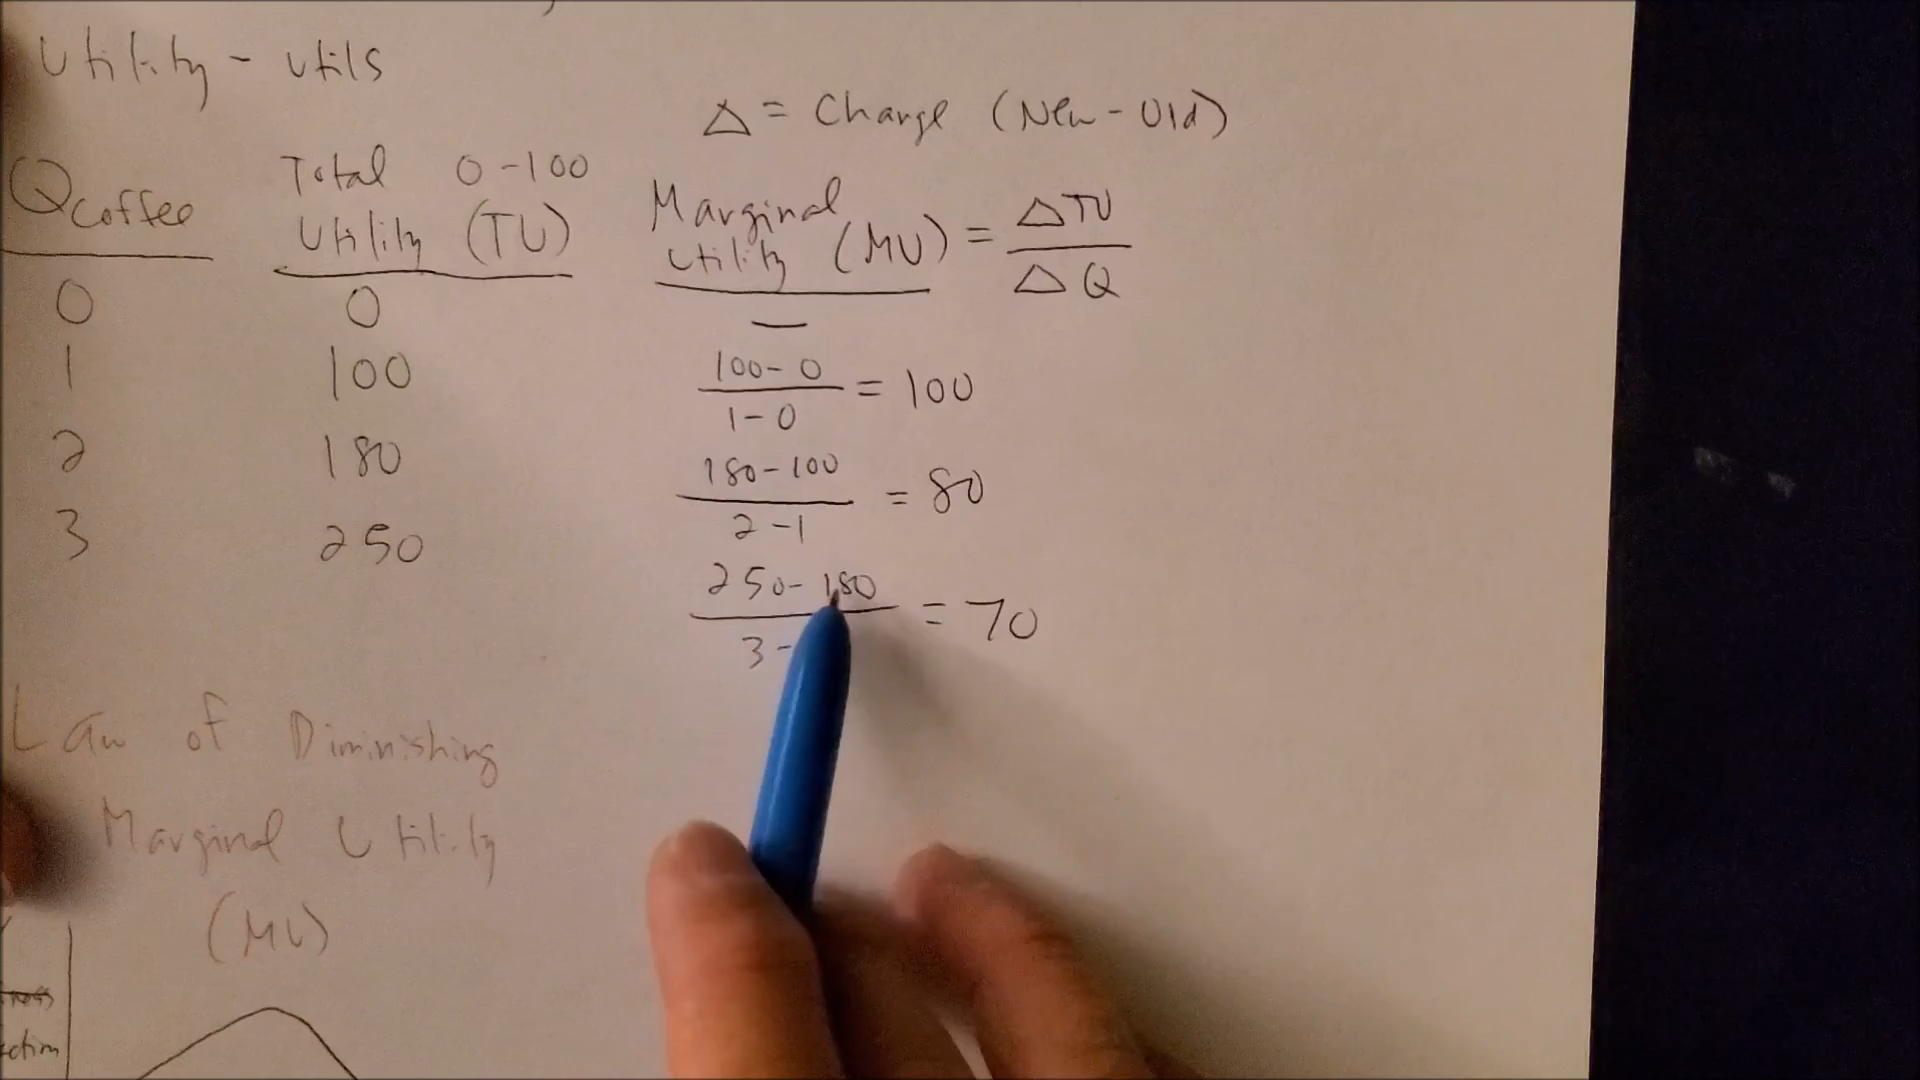 Utility - utils
Δ = Change (New - Old)
Qcoffee
Total 0-100
Utility (TU)
Marginal
Utility (MU) = ΔTU / ΔQ
0 0 —
1 100 100-0 / 1-0 = 100
2 180 180-100 / 2-1 = 80
3 250 250-180 / 3- = 70
Law of Diminishing
Marginal Utility
(MU)